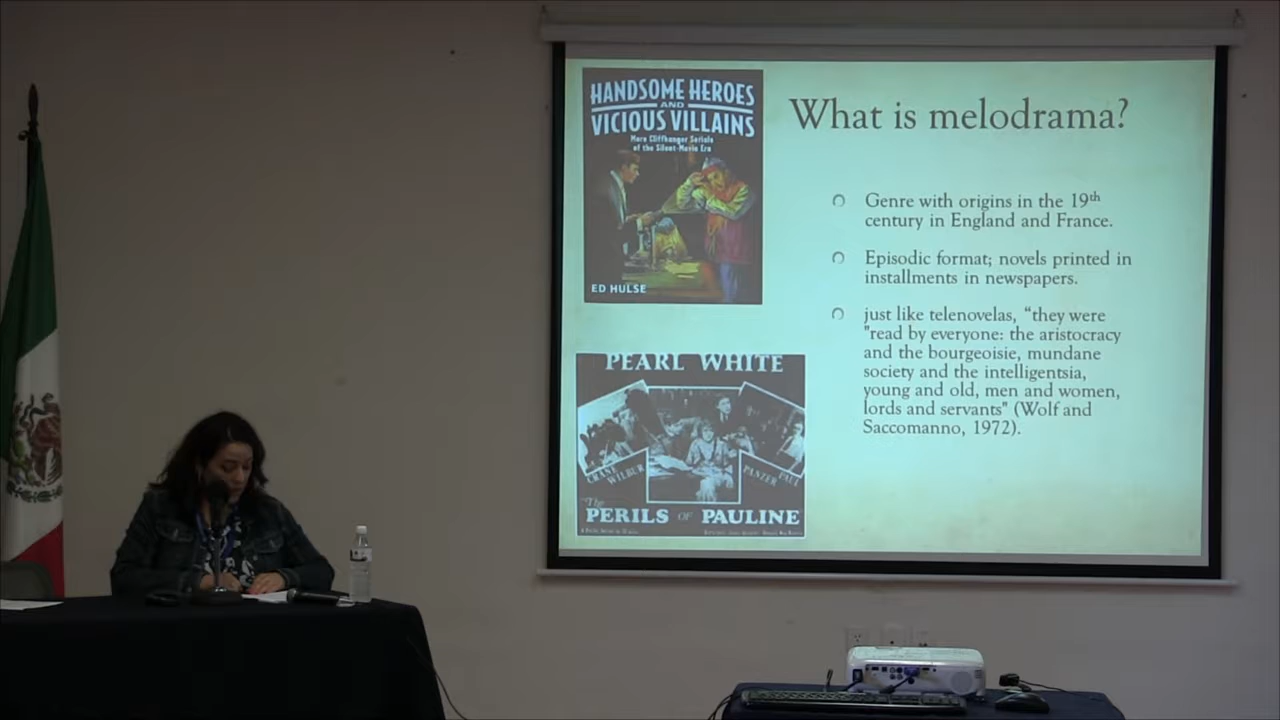 HANDSOME HEROES
AND
VICIOUS VILLAINS
More Cliffhanger Serials
of the Silent-Movie Era
ED HULSE
What is melodrama?
Genre with origins in the 19th
century in England and France.
Episodic format; novels printed in
installments in newspapers.
just like telenovelas, “they were
"read by everyone: the aristocracy
and the bourgeoisie, mundane
society and the intelligentsia,
young and old, men and women,
lords and servants" (Wolf and
Saccomanno, 1972).
PEARL WHITE
CRANE
WILBUR
PAUL
PANZER
The
PERILS OF PAULINE